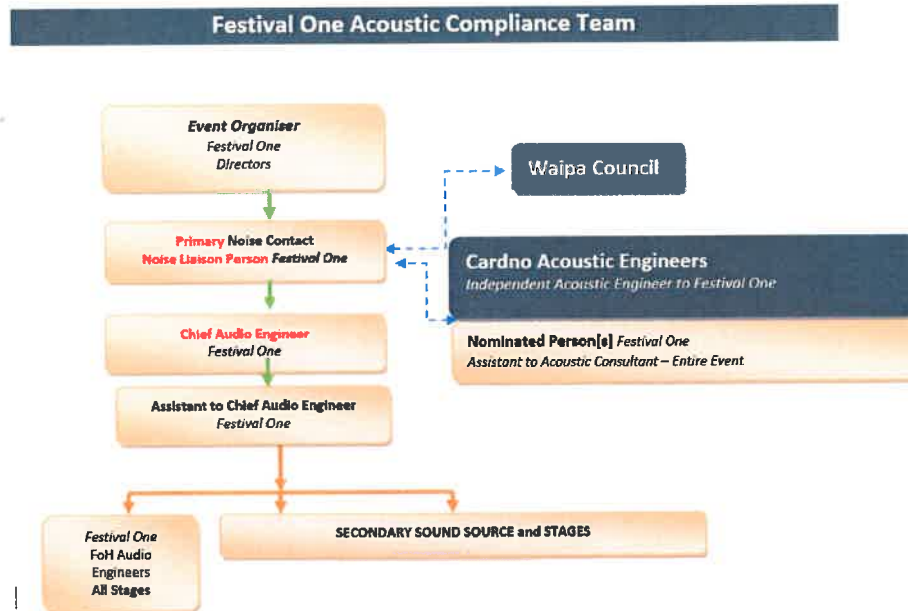 Festival One Acoustic Compliance Team
Event Organiser
Festival One
Directors
Waipa Council
Primary Noise Contact
Noise Liaison Person Festival One
Cardno Acoustic Engineers
Independent Acoustic Engineer to Festival One
Chief Audio Engineer
Festival One
Nominated Person[s] Festival One
Assistant to Acoustic Consultant – Entire Event
Assistant to Chief Audio Engineer
Festival One
Festival One
FoH Audio
Engineers
All Stages
SECONDARY SOUND SOURCE and STAGES